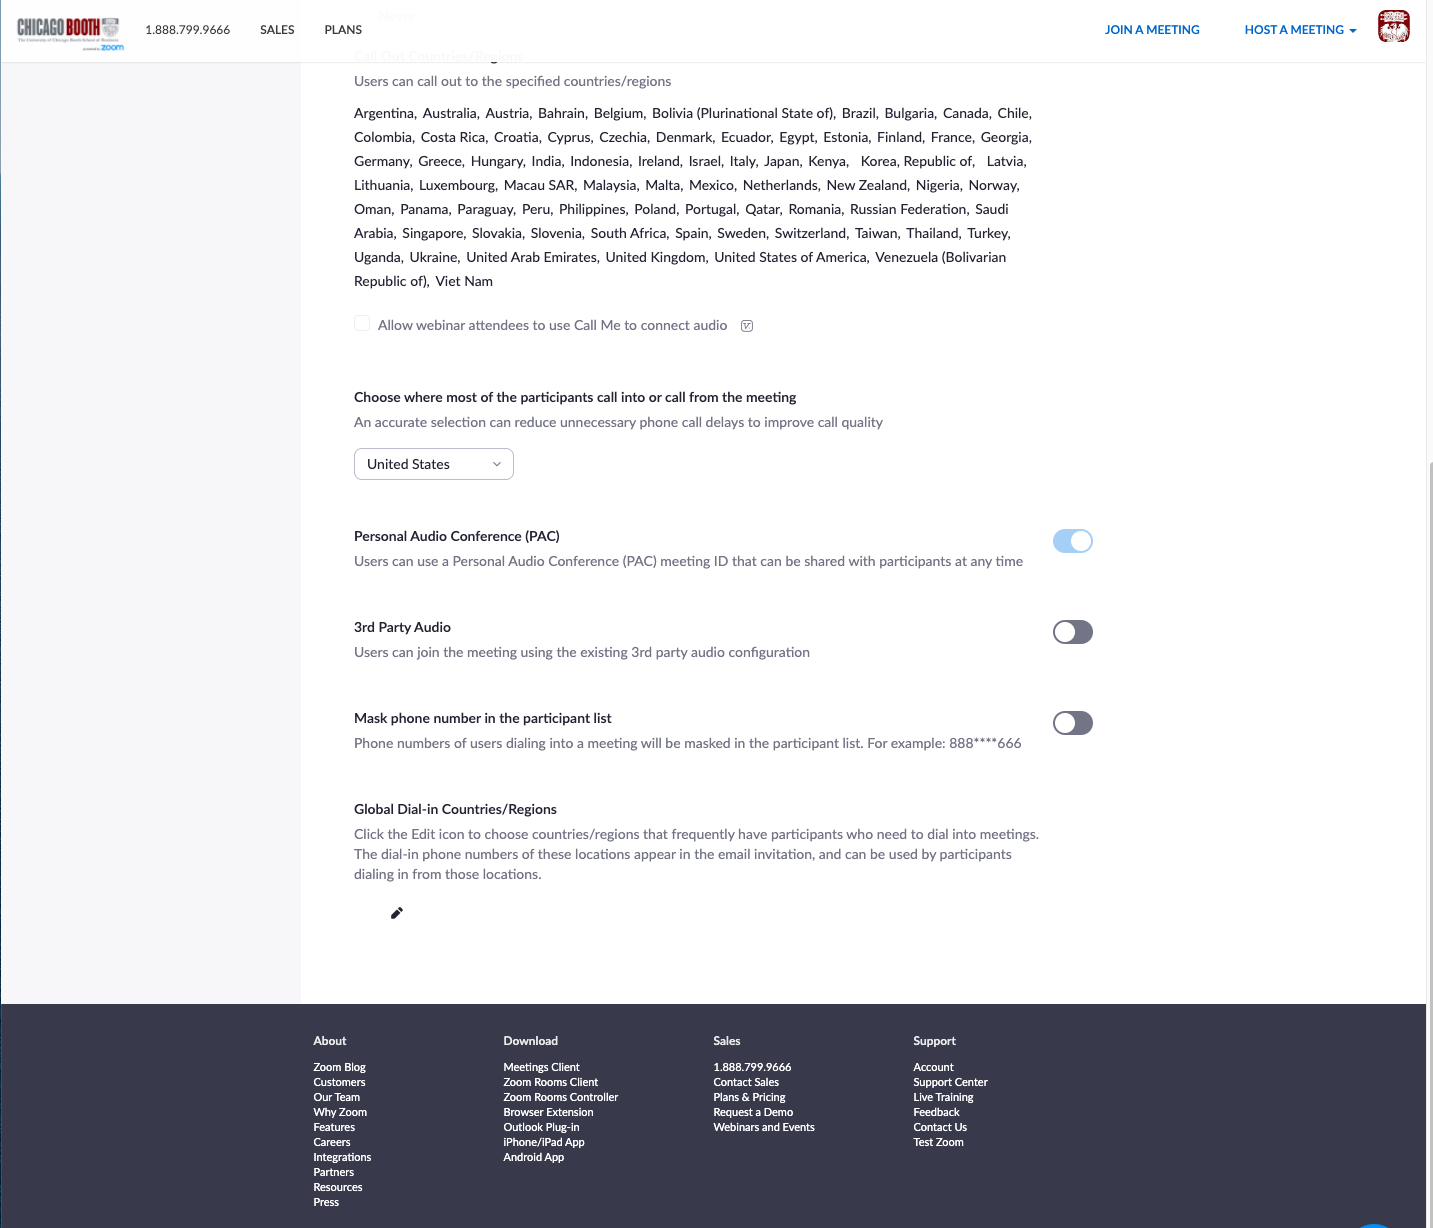 CHICAGO BOOTH
The University of Chicago Booth School of Business
powered by zoom
1.888.799.9666
SALES
PLANS
JOIN A MEETING
HOST A MEETING
Never
Call Out Countries/Regions
Users can call out to the specified countries/regions
Argentina, Australia, Austria, Bahrain, Belgium, Bolivia (Plurinational State of), Brazil, Bulgaria, Canada, Chile,
Colombia, Costa Rica, Croatia, Cyprus, Czechia, Denmark, Ecuador, Egypt, Estonia, Finland, France, Georgia,
Germany, Greece, Hungary, India, Indonesia, Ireland, Israel, Italy, Japan, Kenya, Korea, Republic of, Latvia,
Lithuania, Luxembourg, Macau SAR, Malaysia, Malta, Mexico, Netherlands, New Zealand, Nigeria, Norway,
Oman, Panama, Paraguay, Peru, Philippines, Poland, Portugal, Qatar, Romania, Russian Federation, Saudi
Arabia, Singapore, Slovakia, Slovenia, South Africa, Spain, Sweden, Switzerland, Taiwan, Thailand, Turkey,
Uganda, Ukraine, United Arab Emirates, United Kingdom, United States of America, Venezuela (Bolivarian
Republic of), Viet Nam
Allow webinar attendees to use Call Me to connect audio
Choose where most of the participants call into or call from the meeting
An accurate selection can reduce unnecessary phone call delays to improve call quality
United States
Personal Audio Conference (PAC)
Users can use a Personal Audio Conference (PAC) meeting ID that can be shared with participants at any time
3rd Party Audio
Users can join the meeting using the existing 3rd party audio configuration
Mask phone number in the participant list
Phone numbers of users dialing into a meeting will be masked in the participant list. For example: 888****666
Global Dial-in Countries/Regions
Click the Edit icon to choose countries/regions that frequently have participants who need to dial into meetings.
The dial-in phone numbers of these locations appear in the email invitation, and can be used by participants
dialing in from those locations.
About
Zoom Blog
Customers
Our Team
Why Zoom
Features
Careers
Integrations
Partners
Resources
Press
Download
Meetings Client
Zoom Rooms Client
Zoom Rooms Controller
Browser Extension
Outlook Plug-in
iPhone/iPad App
Android App
Sales
1.888.799.9666
Contact Sales
Plans & Pricing
Request a Demo
Webinars and Events
Support
Account
Support Center
Live Training
Feedback
Contact Us
Test Zoom